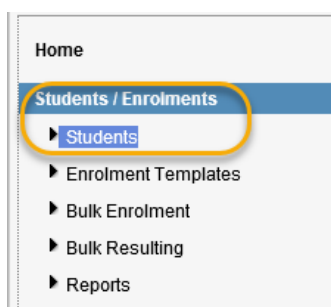 Home
Students / Enrolments
Students
Enrolment Templates
Bulk Enrolment
Bulk Resulting
Reports